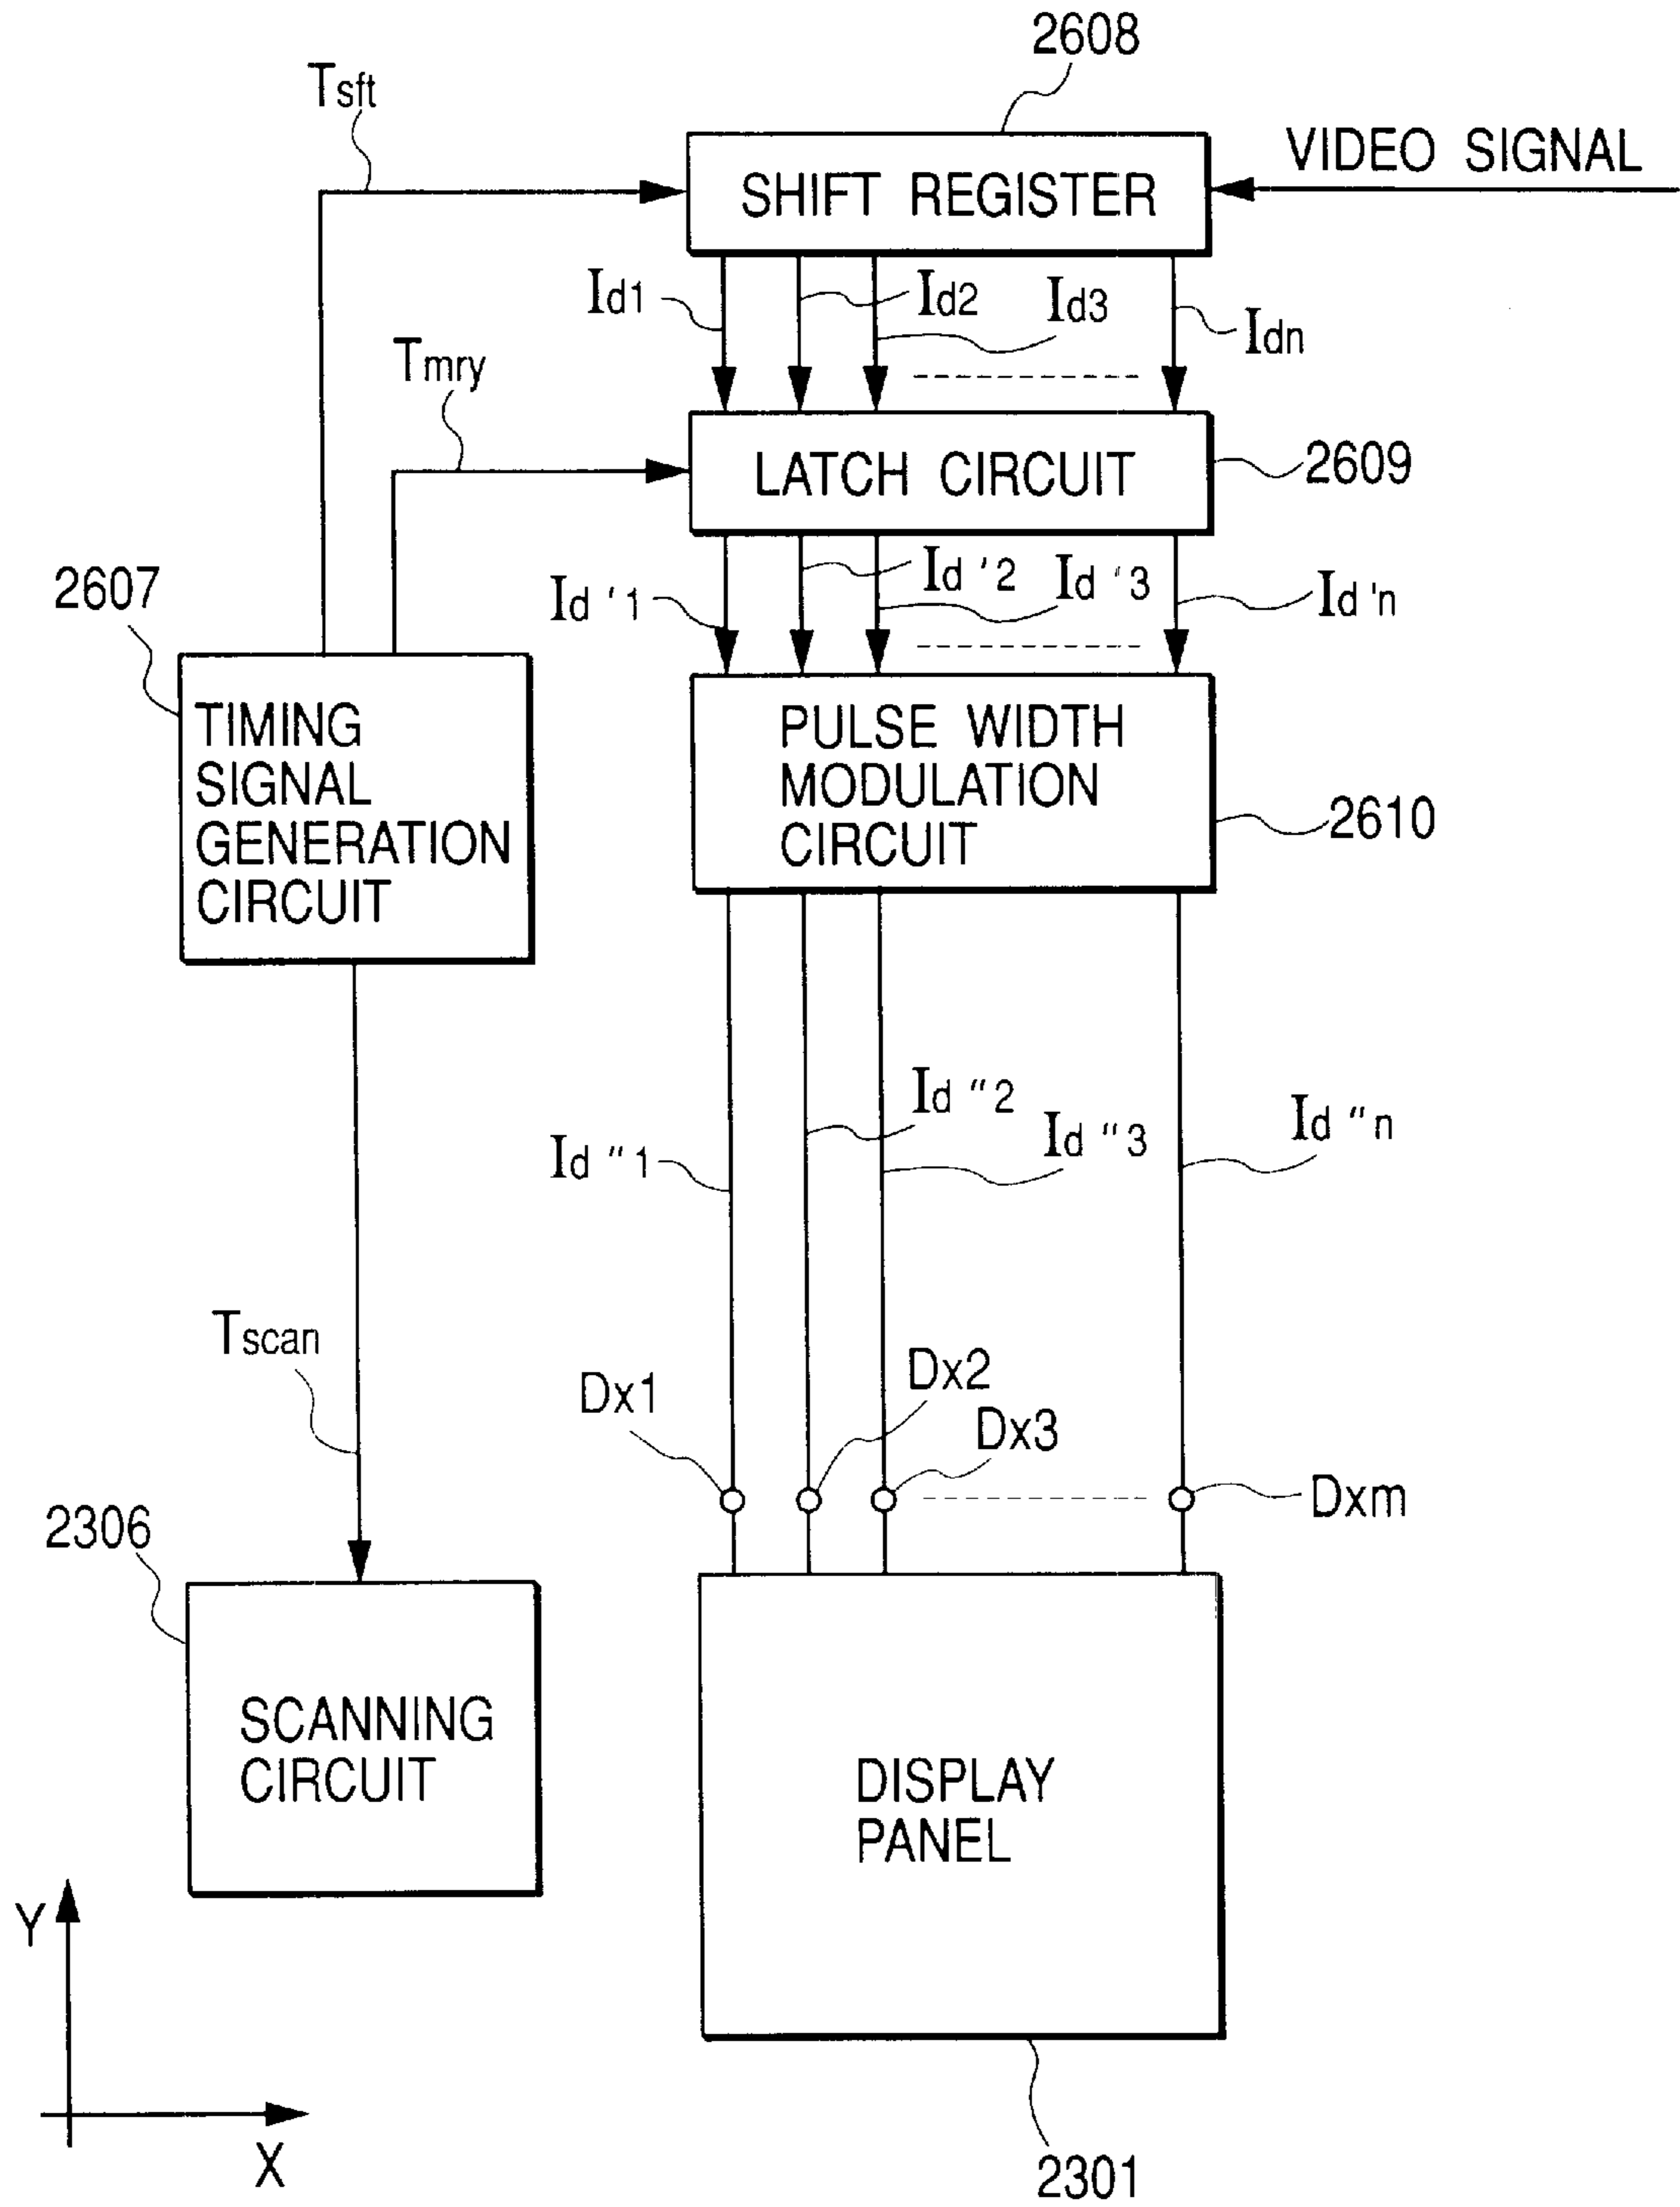 2608
Tsft
VIDEO SIGNAL
SHIFT REGISTER
Id1
Id2
Id3
Idn
Tmry
LATCH CIRCUIT
2609
2607
Id'1
Id'2
Id'3
Id'n
TIMING
SIGNAL
GENERATION
CIRCUIT
PULSE WIDTH
MODULATION
CIRCUIT
2610
Id"1
Id"2
Id"3
Id"n
Tscan
Dx1
Dx2
Dx3
Dxm
2306
SCANNING
CIRCUIT
DISPLAY
PANEL
Y
X
2301